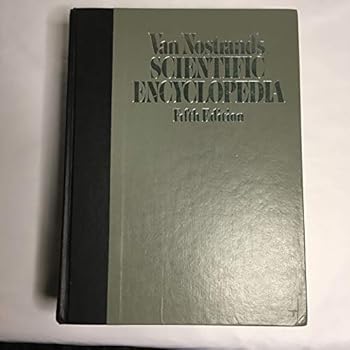 Van Nostrand's
SCIENTIFIC
ENCYCLOPEDIA
Fifth Edition